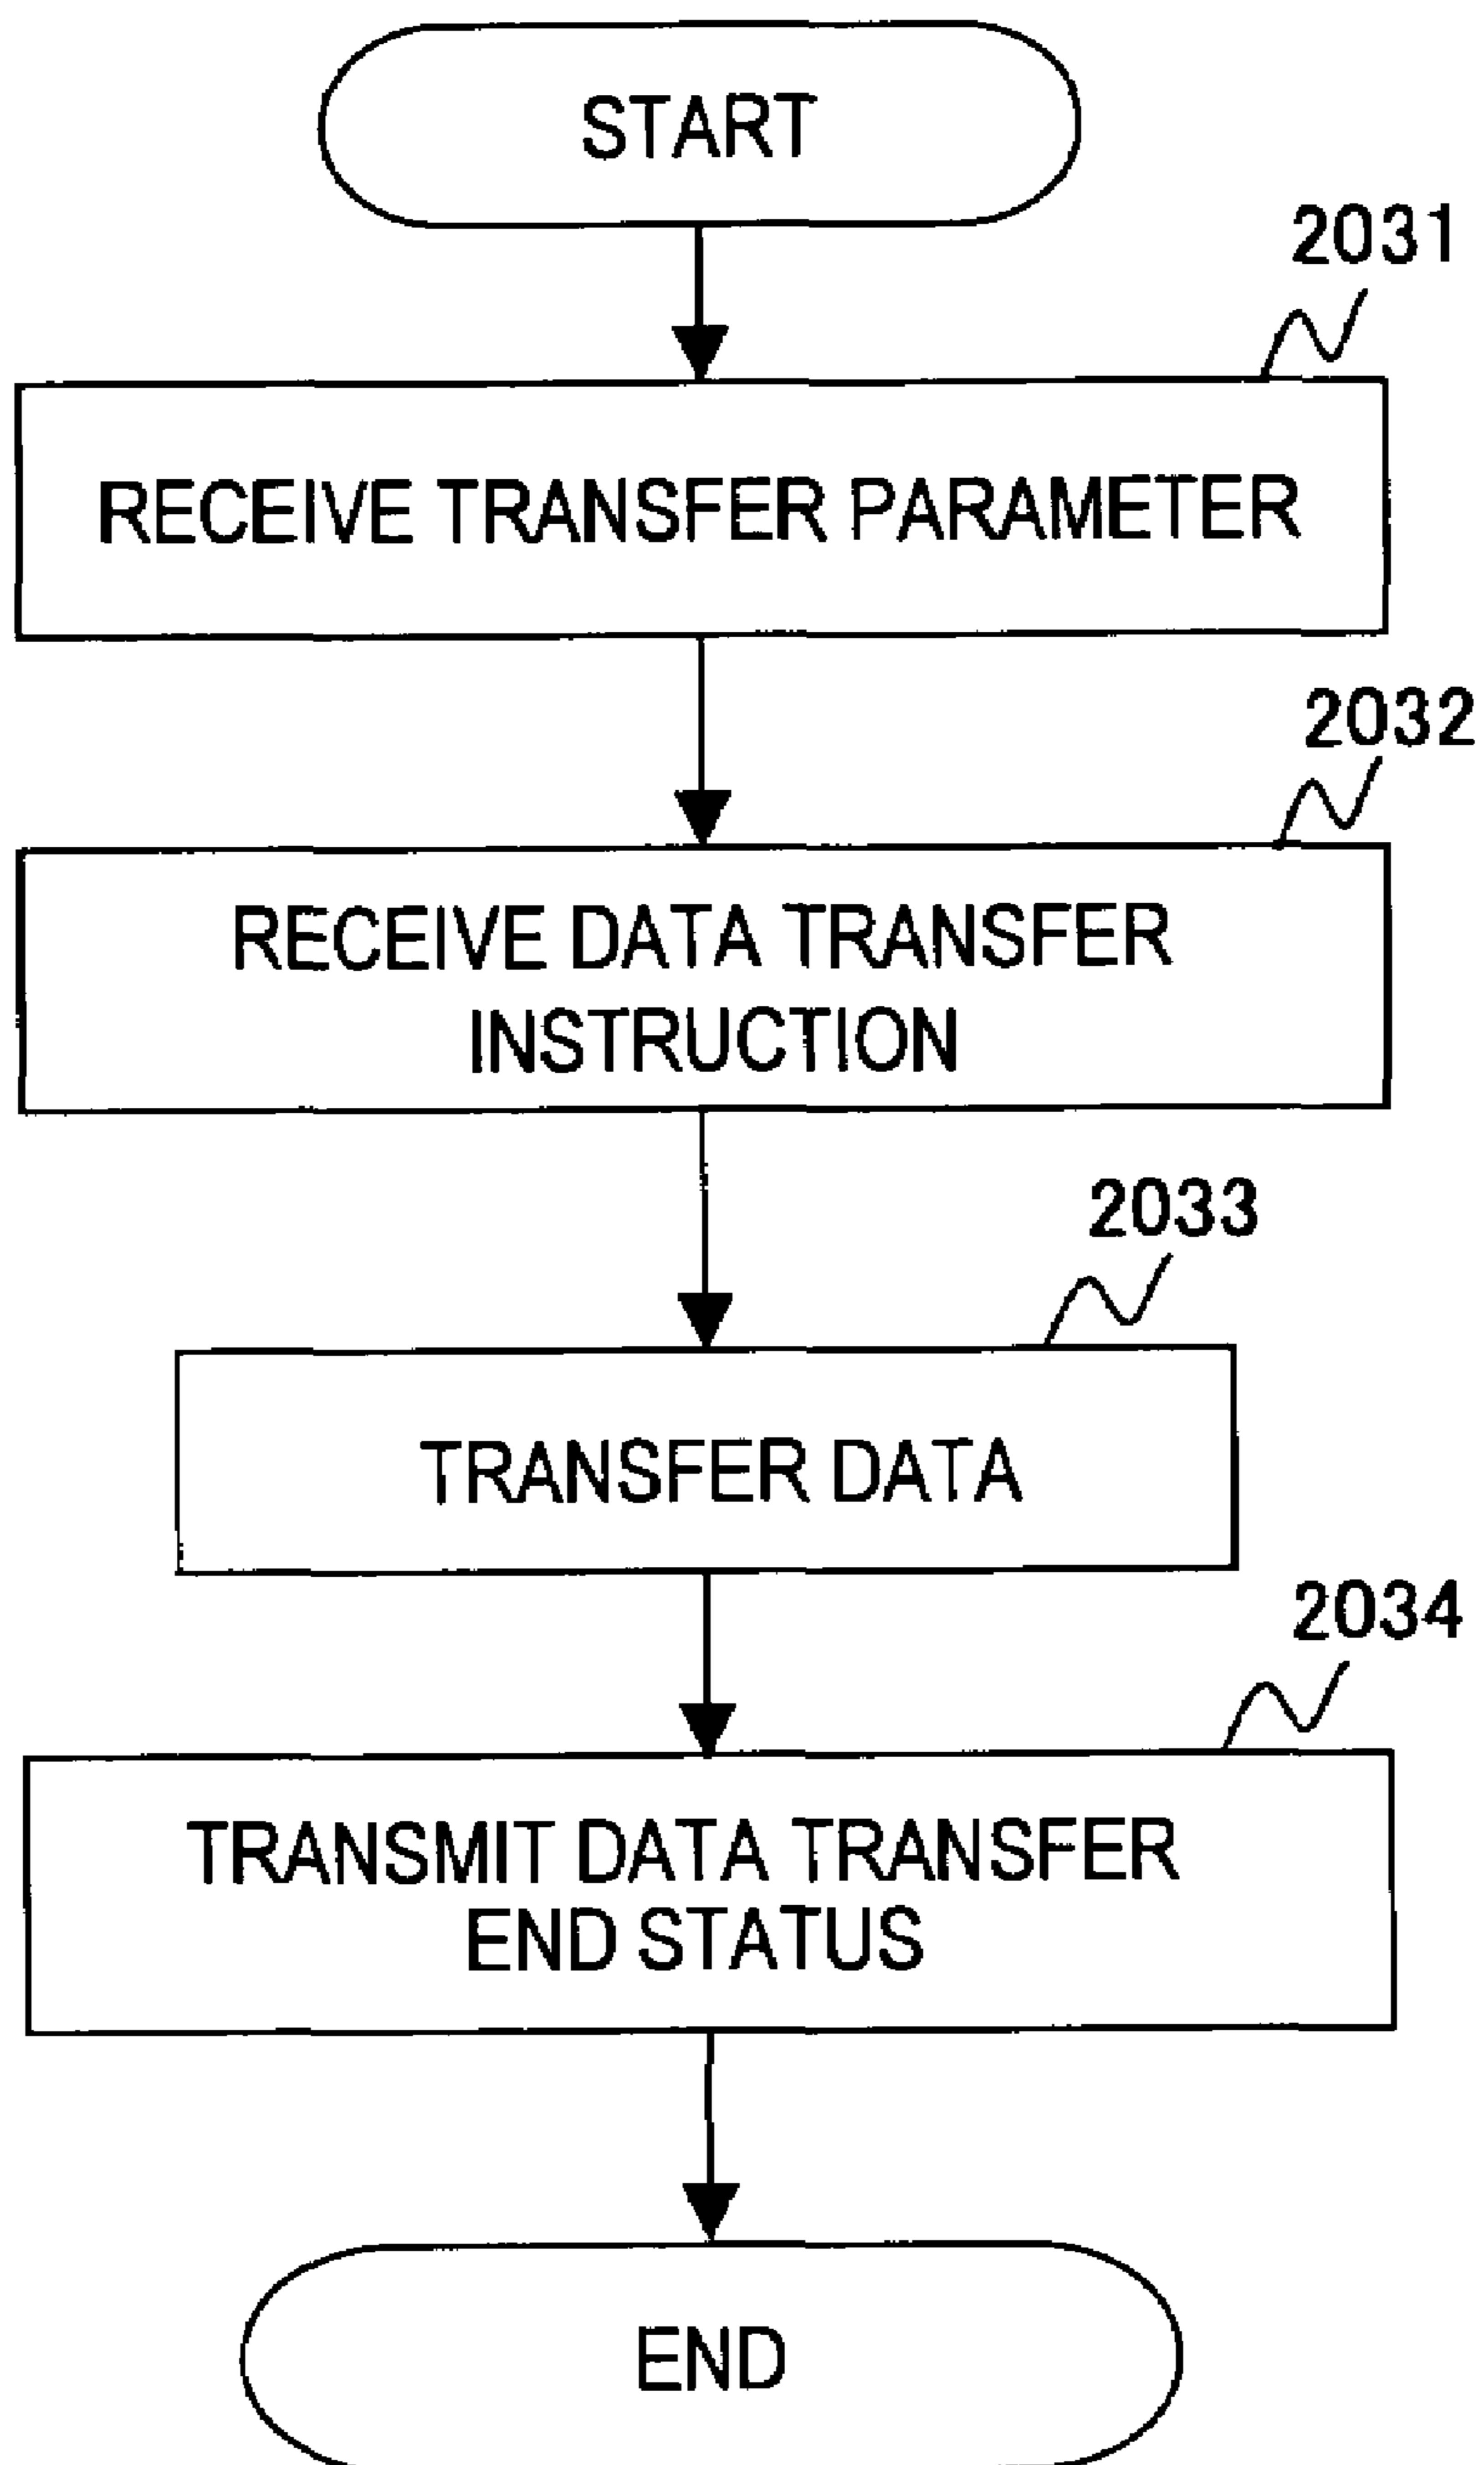 START
2031
RECEIVE TRANSFER PARAMETER
2032
RECEIVE DATA TRANSFER
INSTRUCTION
2033
TRANSFER DATA
2034
TRANSMIT DATA TRANSFER
END STATUS
END